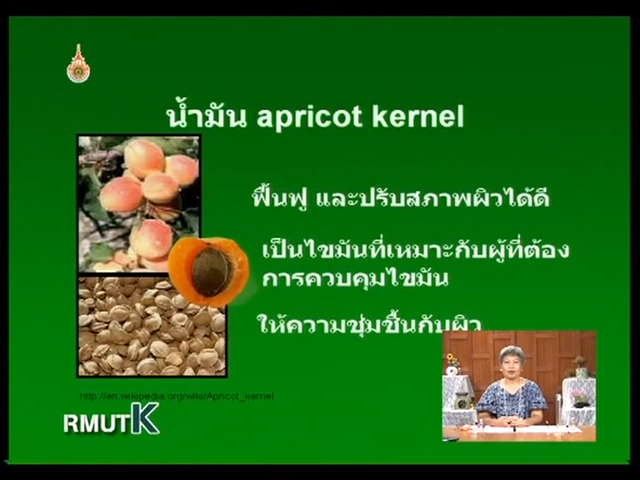 น้ำมัน apricot kernel
ฟื้นฟู และปรับสภาพผิวได้ดี
เป็นไขมันที่เหมาะกับผู้ที่ต้อง
การควบคุมไขมัน
ให้ความชุ่มชื้นกับผิว
http://en.wikipedia.org/wiki/Apricot_kernel
RMUTK